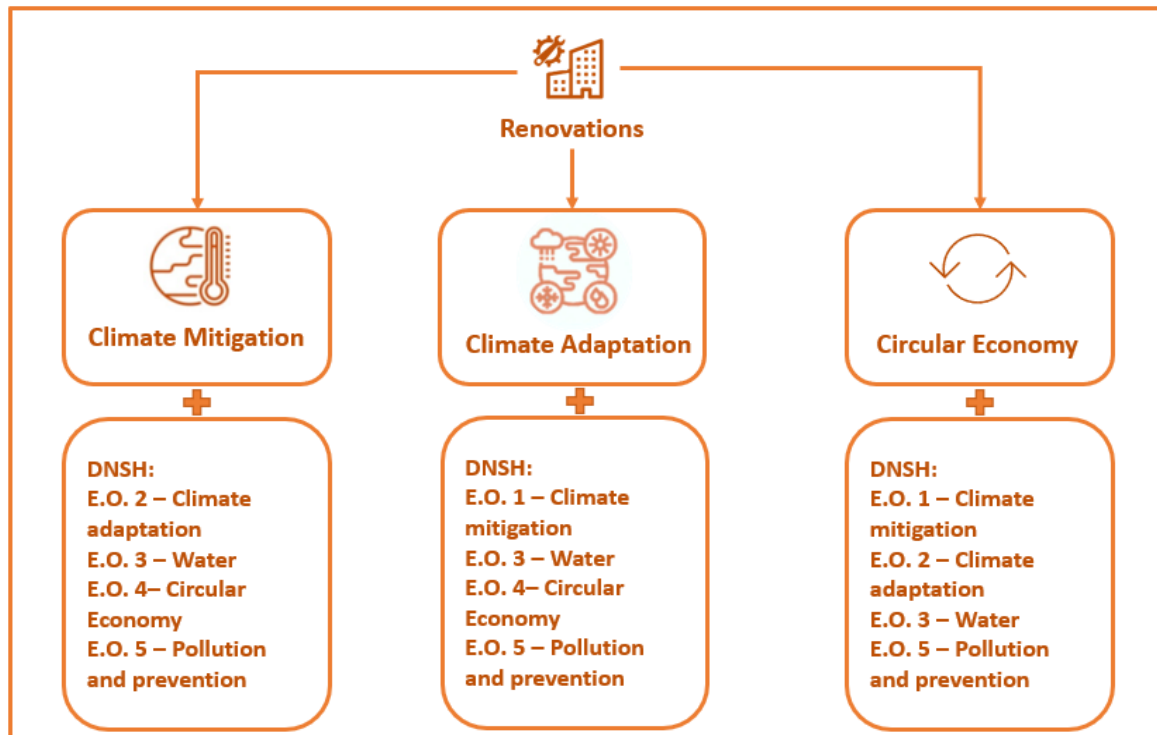 Renovations
Climate Mitigation
DNSH:
E.O. 2 – Climate
adaptation
E.O. 3 – Water
E.O. 4– Circular
Economy
E.O. 5 – Pollution
and prevention
Climate Adaptation
DNSH:
E.O. 1 – Climate
mitigation
E.O. 3 – Water
E.O. 4– Circular
Economy
E.O. 5 – Pollution
and prevention
Circular Economy
DNSH:
E.O. 1 – Climate
mitigation
E.O. 2 – Climate
adaptation
E.O. 3 – Water
E.O. 5 – Pollution
and prevention